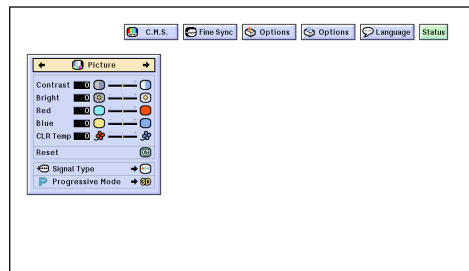 C.M.S. Fine Sync Options Options Language Status
Picture
Contrast 0
Bright 0
Red 0
Blue 0
CLR Temp 0
Reset
Signal Type
P Progressive Mode 3D